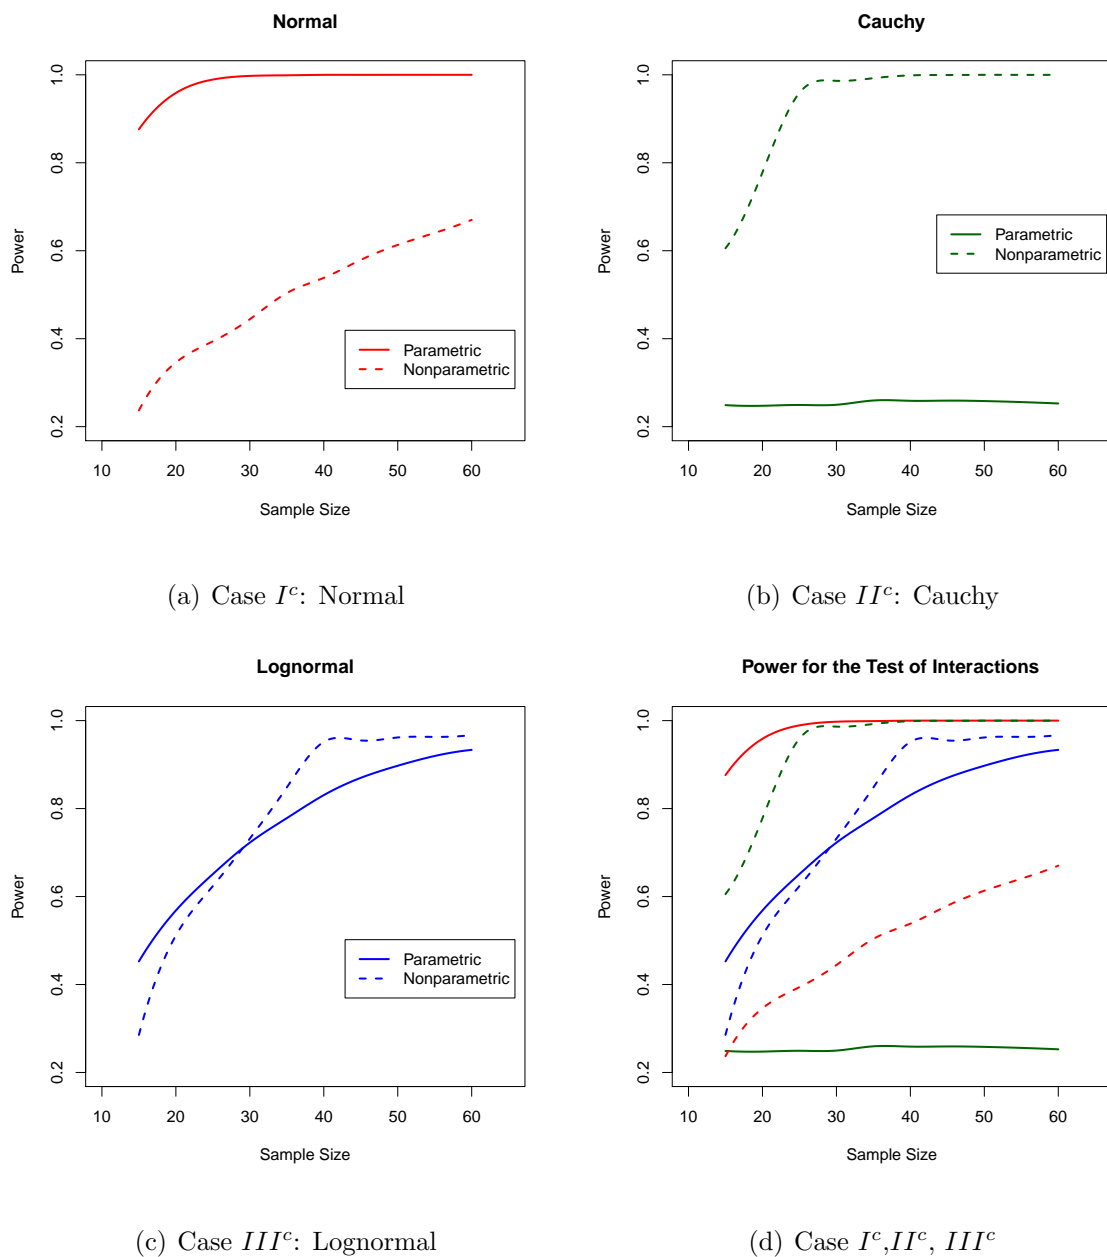 Normal
Power
0.2 0.4 0.6 0.8 1.0
Parametric
Nonparametric
10 20 30 40 50 60
Sample Size
(a) Case I^c: Normal
Cauchy
Power
0.2 0.4 0.6 0.8 1.0
Parametric
Nonparametric
10 20 30 40 50 60
Sample Size
(b) Case II^c: Cauchy
Lognormal
Power
0.2 0.4 0.6 0.8 1.0
Parametric
Nonparametric
10 20 30 40 50 60
Sample Size
(c) Case III^c: Lognormal
Power for the Test of Interactions
Power
0.2 0.4 0.6 0.8 1.0
10 20 30 40 50 60
Sample Size
(d) Case I^c,II^c, III^c